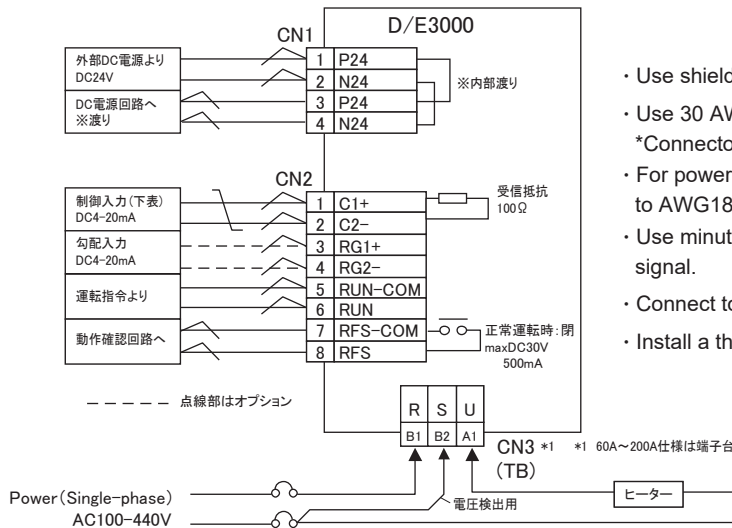 D/E3000
CN1
外部DC電源より
DC24V
DC電源回路へ
※渡り
1 P24
2 N24
3 P24
4 N24
※内部渡り
CN2
制御入力(下表)
DC4-20mA
勾配入力
DC4-20mA
運転指令より
動作確認回路へ
1 C1+
2 C2-
3 RG1+
4 RG2-
5 RUN-COM
6 RUN
7 RFS-COM
8 RFS
受信抵抗
100Ω
正常運転時:閉
maxDC30V
500mA
点線部はオプション
R S U
B1 B2 A1
CN3 *1
(TB)
*1 60A~200A仕様は端子台
電圧検出用
ヒーター
Power(Single-phase)
AC100-440V
・Use shield
・Use 30 AW
*Connecto
・For power
to AWG18
・Use minut
signal.
・Connect to
・Install a th